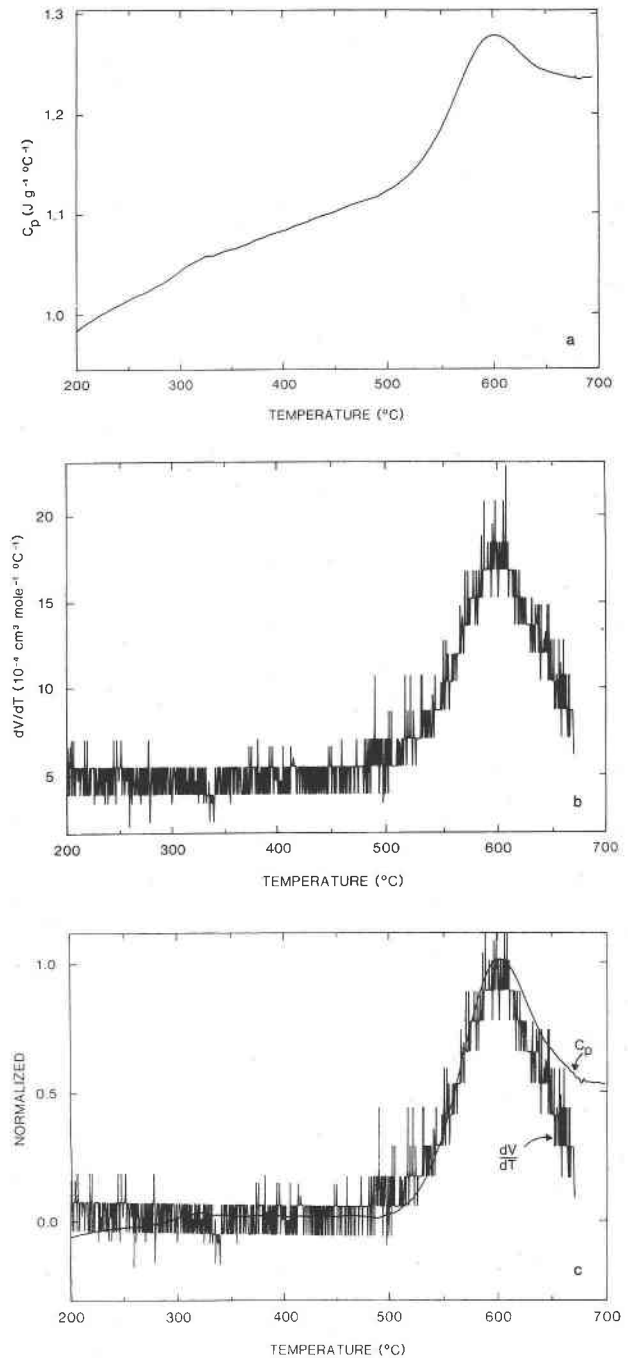 1.3
1.2
1.1
1.0
Cp (J g⁻¹ °C⁻¹)
a
200 300 400 500 600 700
TEMPERATURE (°C)
20
15
10
5
dV/dT (10⁻⁴ cm³ mole⁻¹ °C⁻¹)
b
200 300 400 500 600 700
TEMPERATURE (°C)
1.0
0.5
0.0
NORMALIZED
Cp
dV
dT
c
200 300 400 500 600 700
TEMPERATURE (°C)